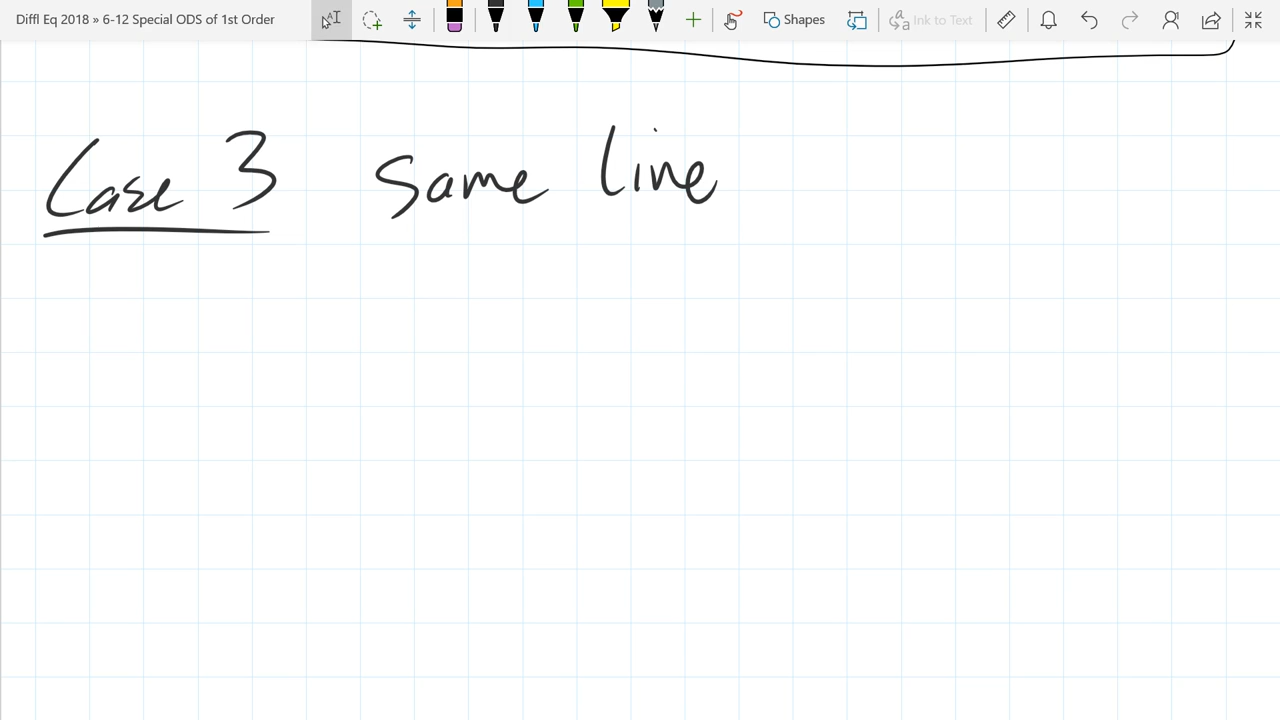 Diffl Eq 2018 » 6-12 Special ODS of 1st Order
Shapes
Ink to Text
Case 3 Same Line